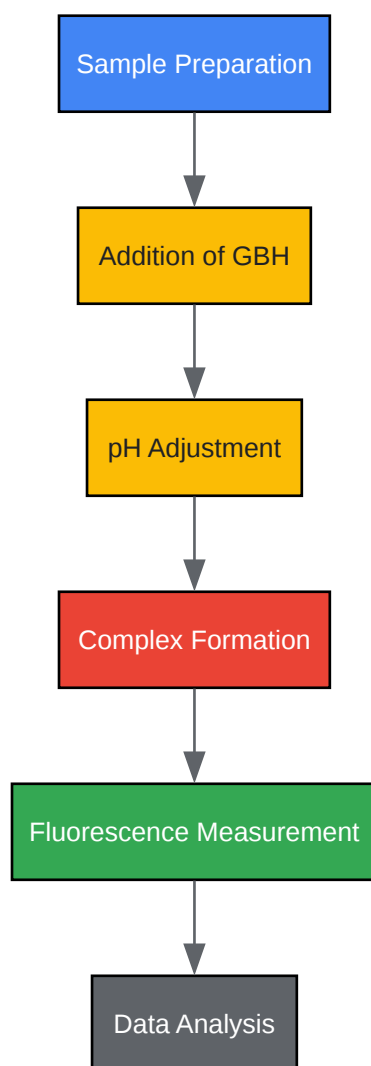 Sample Preparation
Addition of GBH
pH Adjustment
Complex Formation
Fluorescence Measurement
Data Analysis